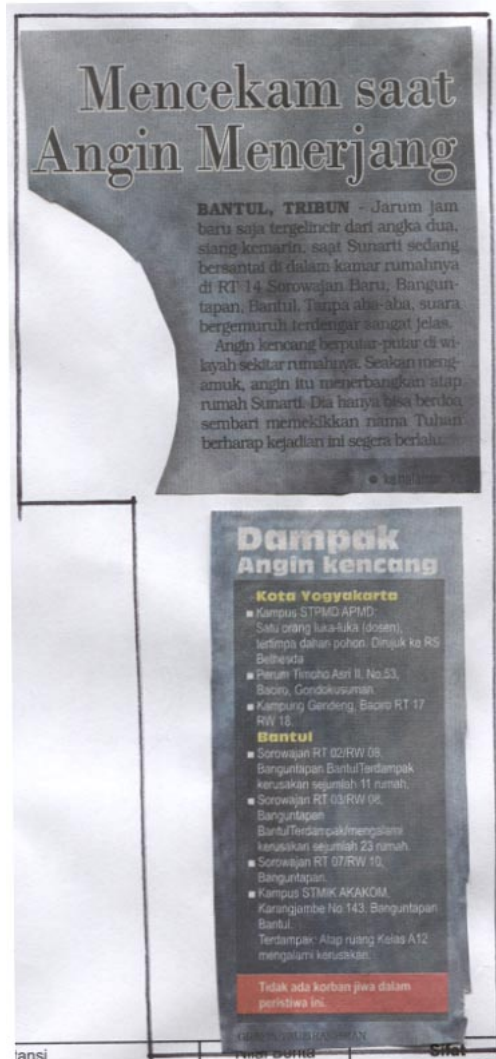 Mencekam saat
Angin Menerjang
BANTUL, TRIBUN - Jarum jam
baru saja tergelincir dari angka dua,
siang kemarin, saat Sunarti sedang
bersantai di dalam kamar rumahnya
di RT 14 Sorowajan Baru, Bangun-
tapan, Bantul. Tanpa aba-aba, suara
bergemuruh terdengar sangat jelas.
Angin kencang berputar-putar di wi-
layah sekitar rumahnya. Seakan meng-
amuk, angin itu menerbangkan atap
rumah Sunarti. Dia hanya bisa berdoa
sembari memekikkan nama Tuhan
berharap kejadian ini segera berlalu.
Dampak
Angin kencang
Kota Yogyakarta
■ Kampus STPMD APMD:
Satu orang luka-luka (dosen),
tertimpa dahan pohon. Dirujuk ke RS
Bethesda
■ Perum Timoho Asri II, No.53,
Baciro, Gondokusuman.
■ Kampung Gendeng, Baciro RT 17
RW 18.
Bantul
■ Sorowajan RT 02/RW 09,
Banguntapan BantulTerdampak
kerusakan sejumlah 11 rumah.
■ Sorowajan RT 03/RW 08,
Banguntapan
BantulTerdampak/mengalami
kerusakan sejumlah 23 rumah.
■ Sorowajan RT 07/RW 10,
Banguntapan.
■ Kampus STMIK AKAKOM,
Karangjambe No 143, Banguntapan
Bantul.
Terdampak: Atap ruang Kelas A12
mengalami kerusakan.
Tidak ada korban jiwa dalam
peristiwa ini.
tansi
Nilai Berita
Sifat